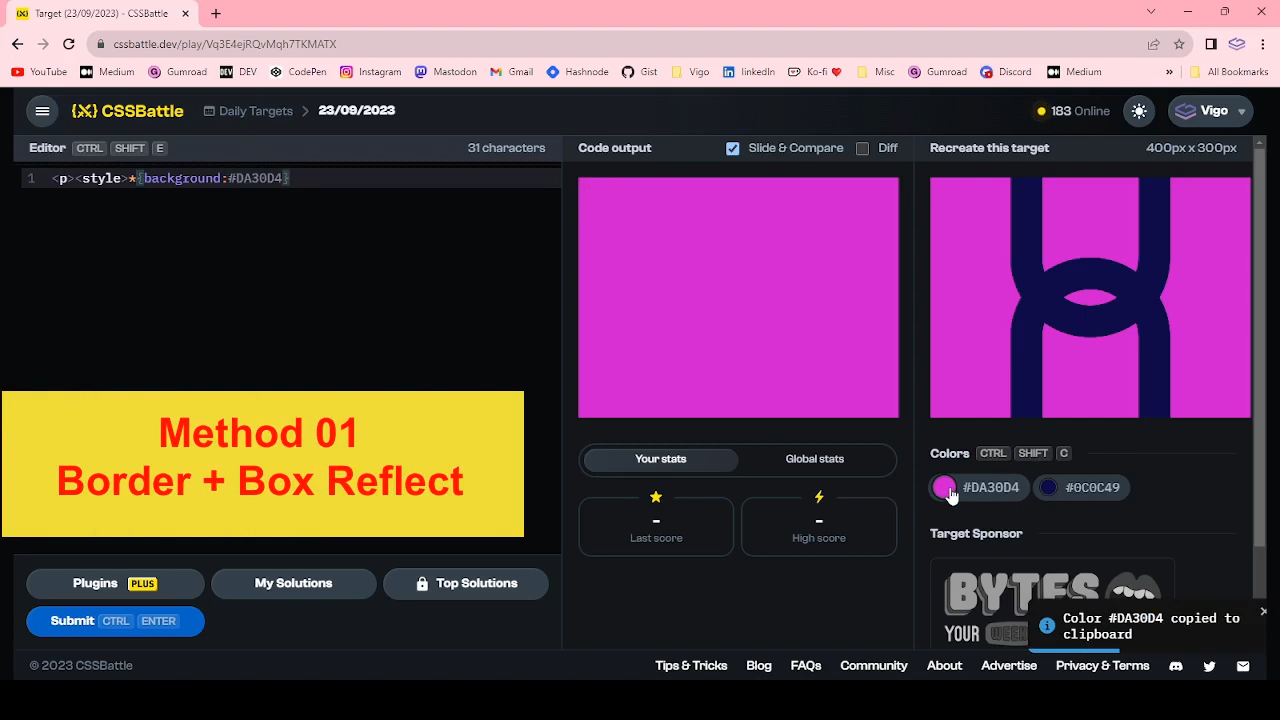 Target (23/09/2023) - CSSBattle
cssbattle.dev/play/Vq3E4ejRQvMqh7TKMATX
YouTube Medium Gumroad DEV DEV CodePen Instagram Mastodon Gmail Hashnode Gist Vigo linkedIn Ko-fi Misc Gumroad Discord Medium » All Bookmarks
{X} CSSBattle Daily Targets > 23/09/2023 183 Online Vigo
Editor CTRL SHIFT E 31 characters
Code output Slide & Compare Diff
Recreate this target 400px x 300px
1 <p><style>*{background:#DA30D4}
Method 01
Border + Box Reflect
Your stats Global stats
-
Last score
-
High score
Colors CTRL SHIFT C
#DA30D4 #0C0C49
Target Sponsor
BYTES
YOUR WEEK
Color #DA30D4 copied to
clipboard
Plugins PLUS My Solutions Top Solutions
Submit CTRL ENTER
© 2023 CSSBattle
Tips & Tricks Blog FAQs Community About Advertise Privacy & Terms